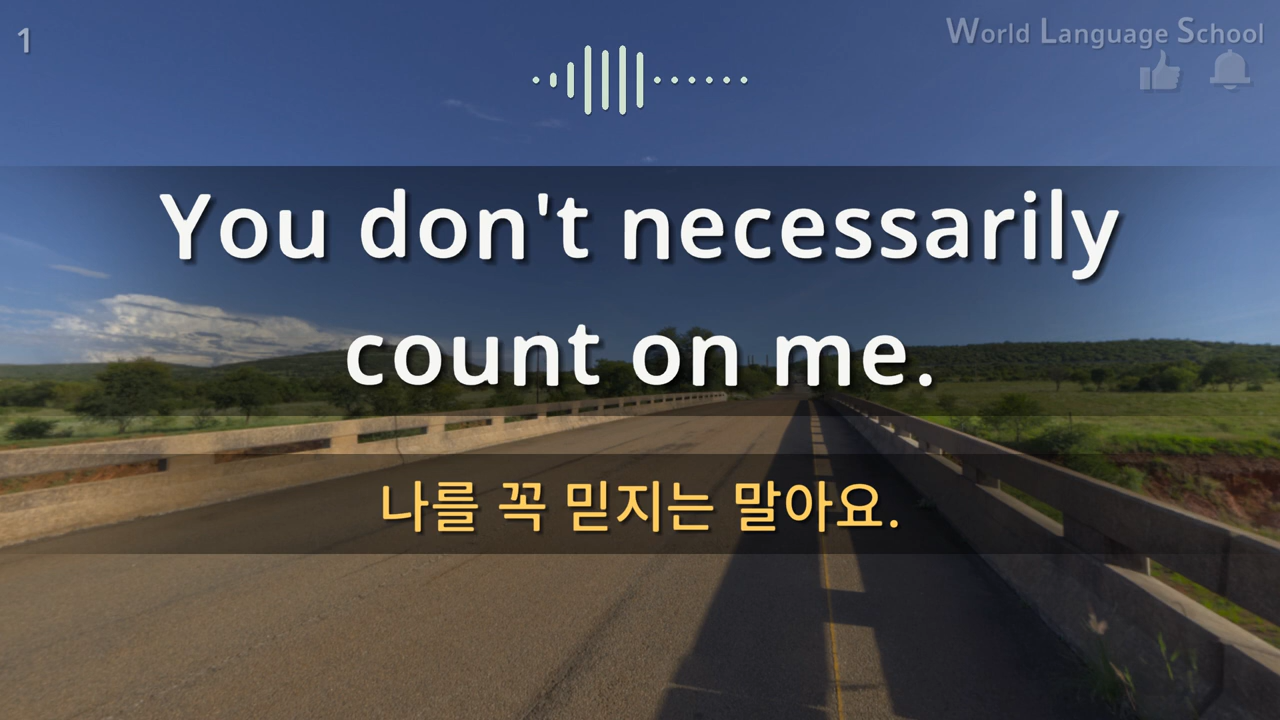 1
World Language School
You don't necessarily
count on me.
나를 꼭 믿지는 말아요.